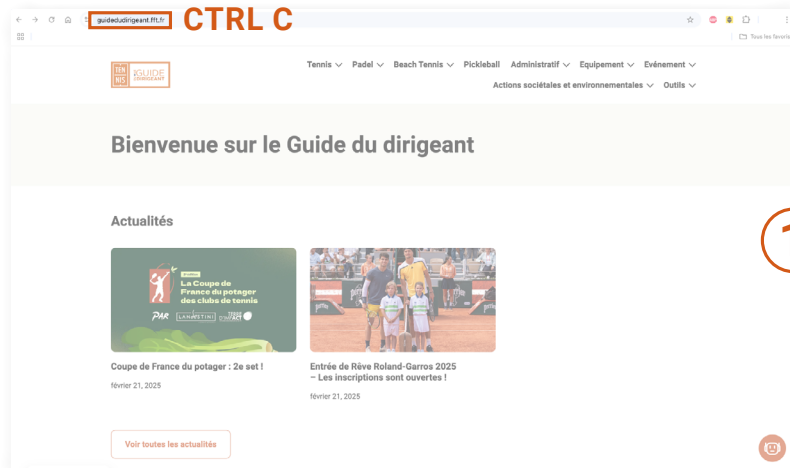 guidedudirigeant.fft.fr
CTRL C
Tous les favoris
TEN
NIS
LE GUIDE
DU DIRIGEANT
Tennis Padel Beach Tennis Pickleball Administratif Equipement Evénement
Actions sociétales et environnementales Outils
Bienvenue sur le Guide du dirigeant
1
Actualités
La Coupe de
France du potager
des clubs de tennis
PAR
Coupe de France du potager : 2e set !
février 21, 2025
Entrée de Rêve Roland-Garros 2025
– Les inscriptions sont ouvertes !
février 21, 2025
Voir toutes les actualités